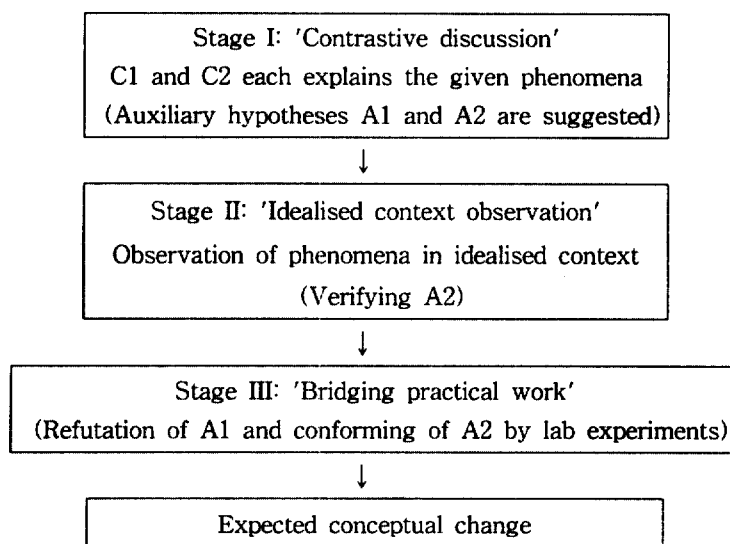 Stage I: 'Contrastive discussion'
C1 and C2 each explains the given phenomena
(Auxiliary hypotheses A1 and A2 are suggested)
↓
Stage II: 'Idealised context observation'
Observation of phenomena in idealised context
(Verifying A2)
↓
Stage III: 'Bridging practical work'
(Refutation of A1 and conforming of A2 by lab experiments)
↓
Expected conceptual change